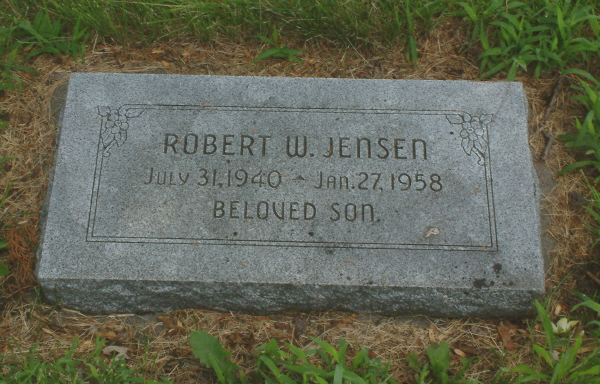 ROBERT W. JENSEN
JULY 31, 1940 - JAN. 27, 1958
BELOVED SON.